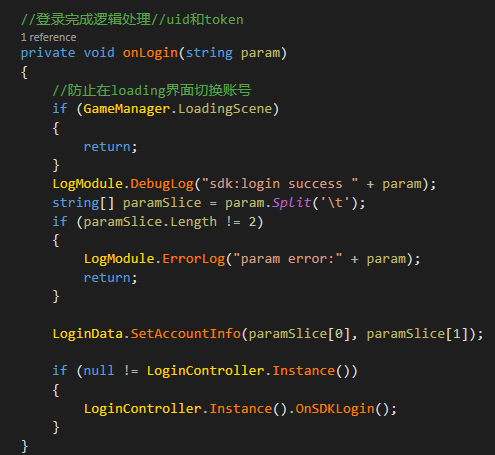 //登录完成逻辑处理//uid和token
1 reference
private void onLogin(string param)
{
    //防止在loading界面切换账号
    if (GameManager.LoadingScene)
    {
        return;
    }
    LogModule.DebugLog("sdk:login success " + param);
    string[] paramSlice = param.Split('\t');
    if (paramSlice.Length != 2)
    {
        LogModule.ErrorLog("param error:" + param);
        return;
    }

    LoginData.SetAccountInfo(paramSlice[0], paramSlice[1]);

    if (null != LoginController.Instance())
    {
        LoginController.Instance().OnSDKLogin();
    }
}